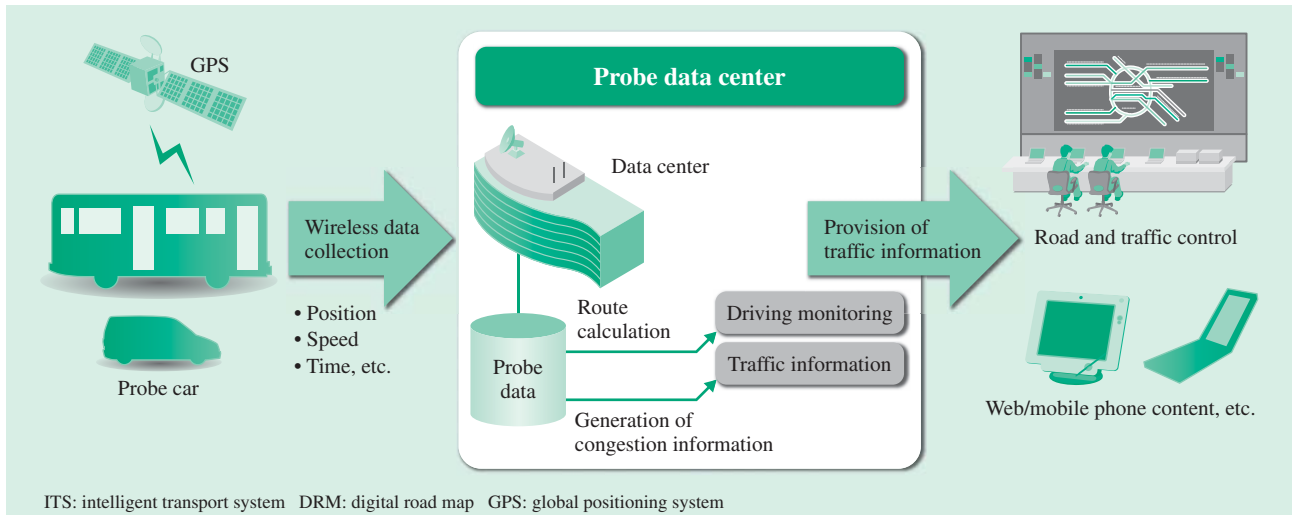 GPS
Probe car
Wireless data
collection
• Position
• Speed
• Time, etc.
Probe data center
Data center
Route
calculation
Probe
data
Generation of
congestion information
Driving monitoring
Traffic information
Provision of
traffic information
Road and traffic control
Web/mobile phone content, etc.
ITS: intelligent transport system DRM: digital road map GPS: global positioning system